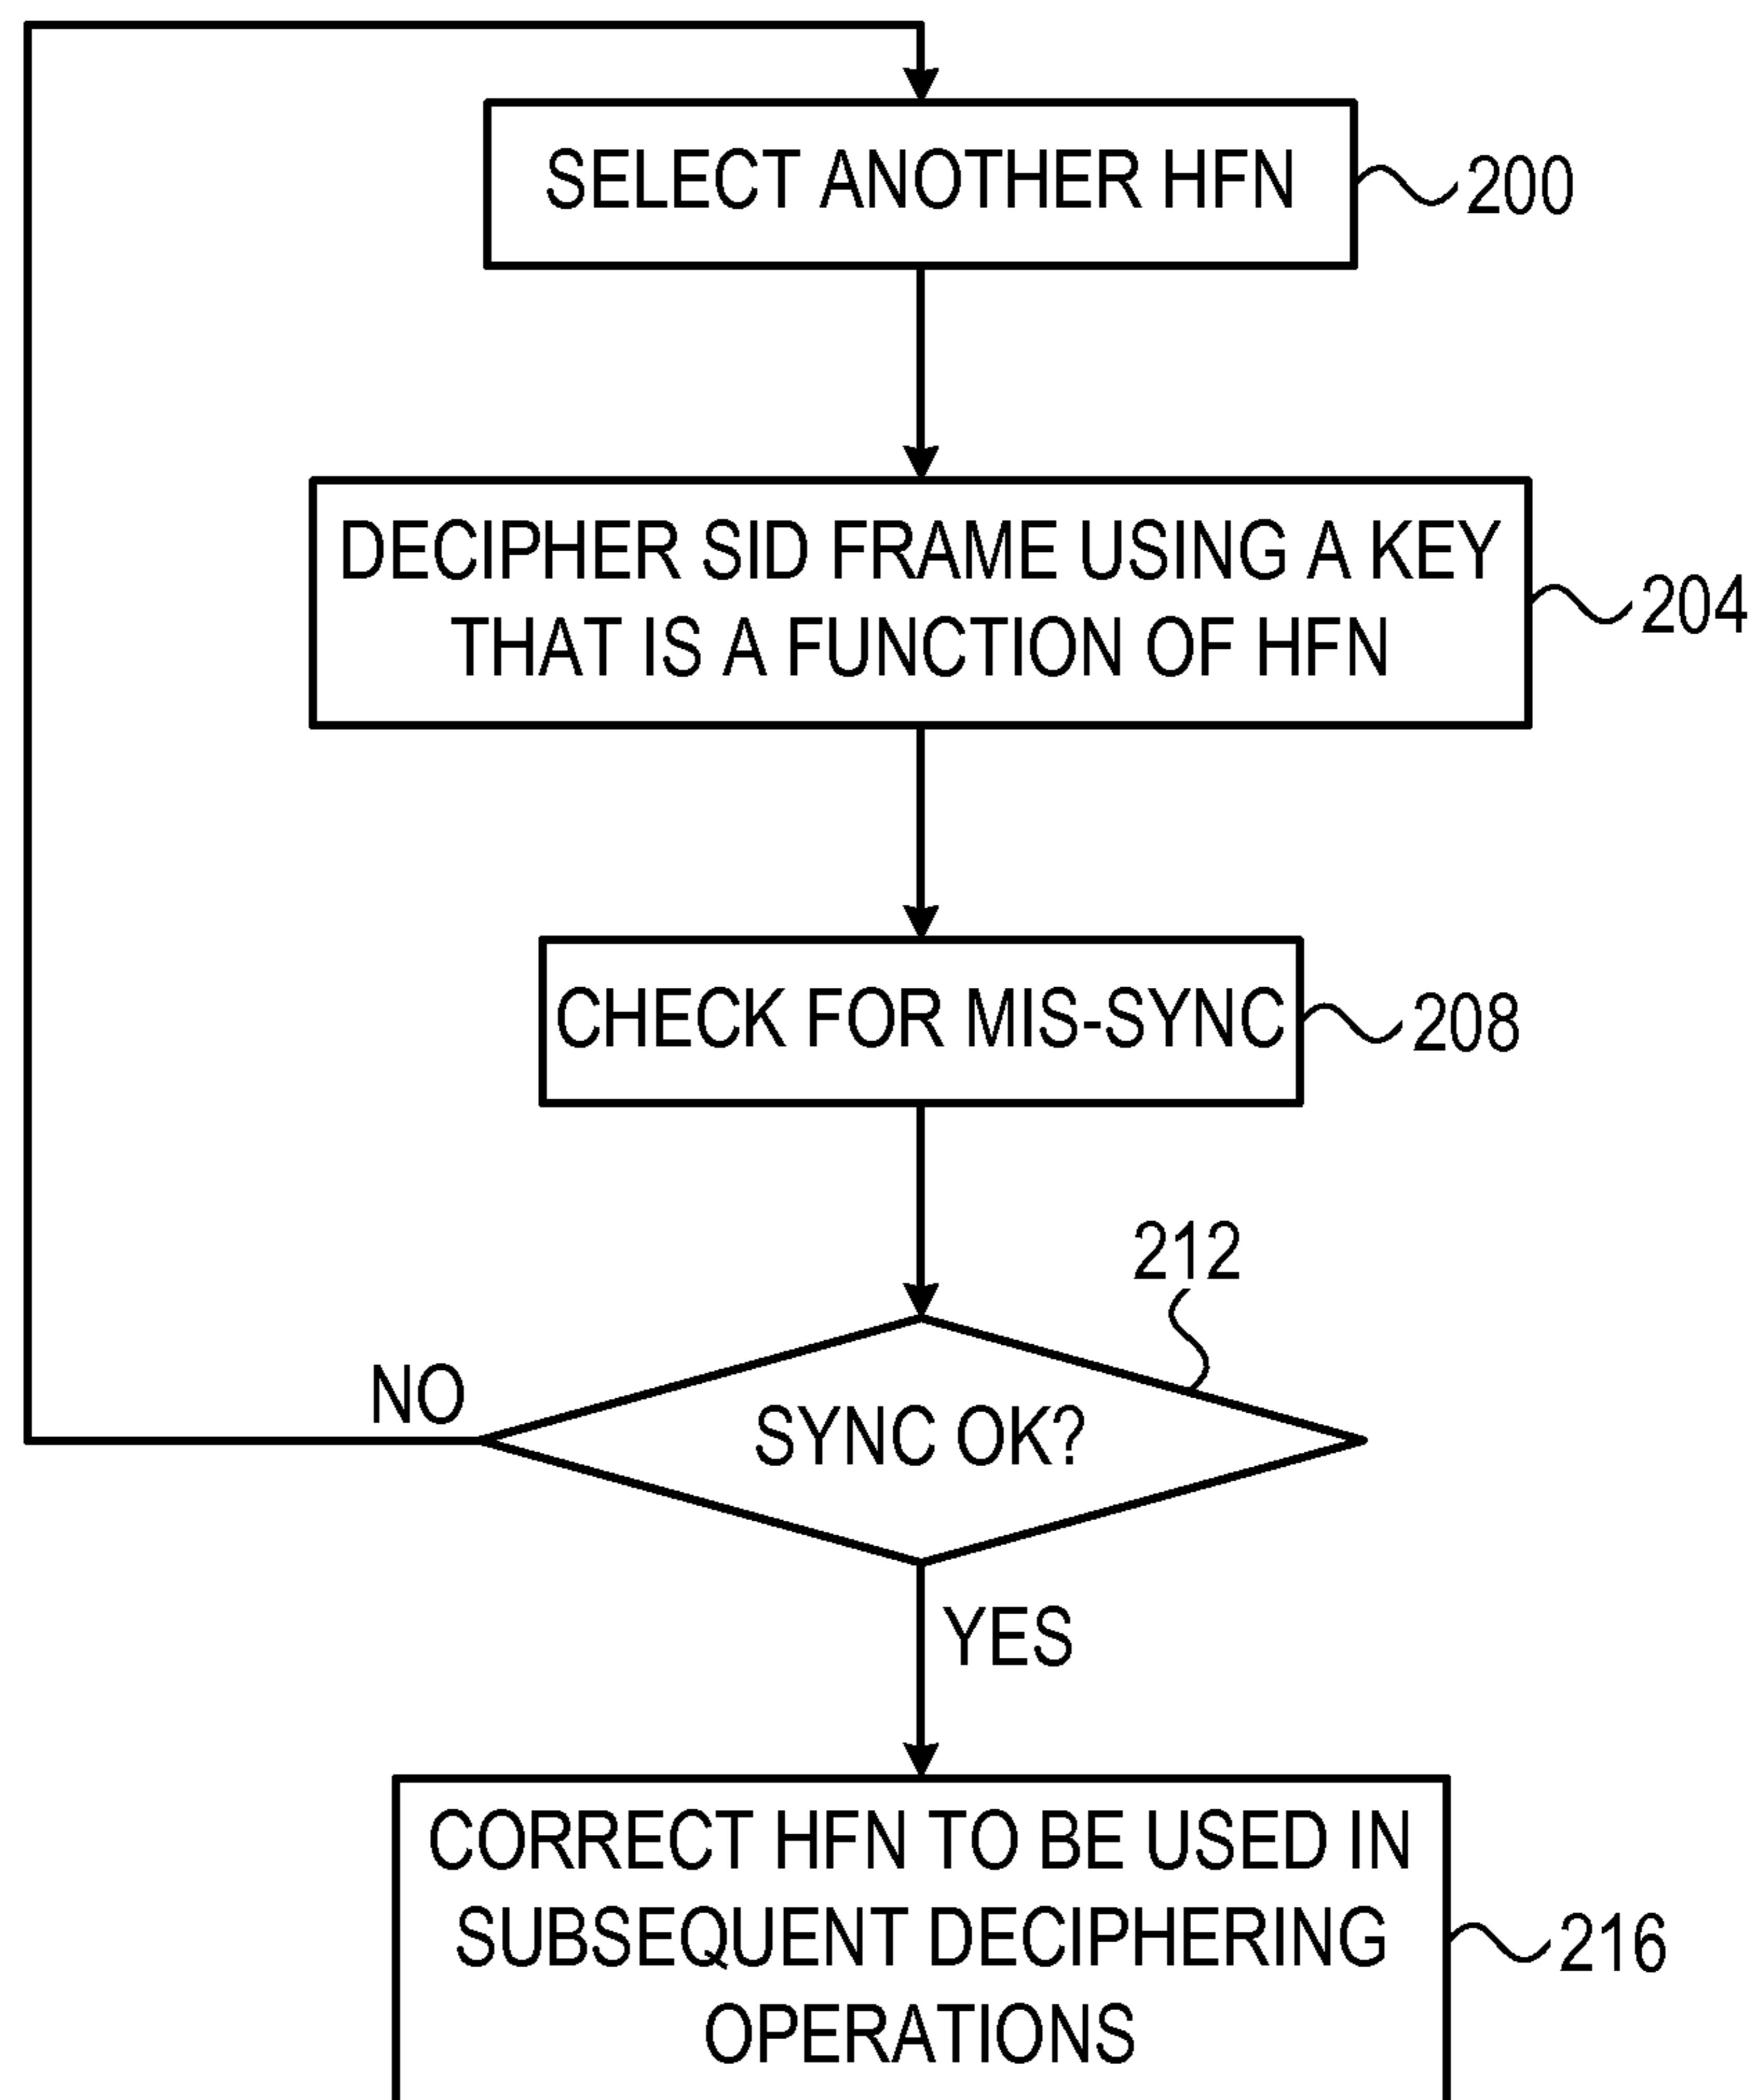 SELECT ANOTHER HFN
200
DECIPHER SID FRAME USING A KEY
THAT IS A FUNCTION OF HFN
204
CHECK FOR MIS-SYNC
208
212
NO
SYNC OK?
YES
CORRECT HFN TO BE USED IN
SUBSEQUENT DECIPHERING
OPERATIONS
216